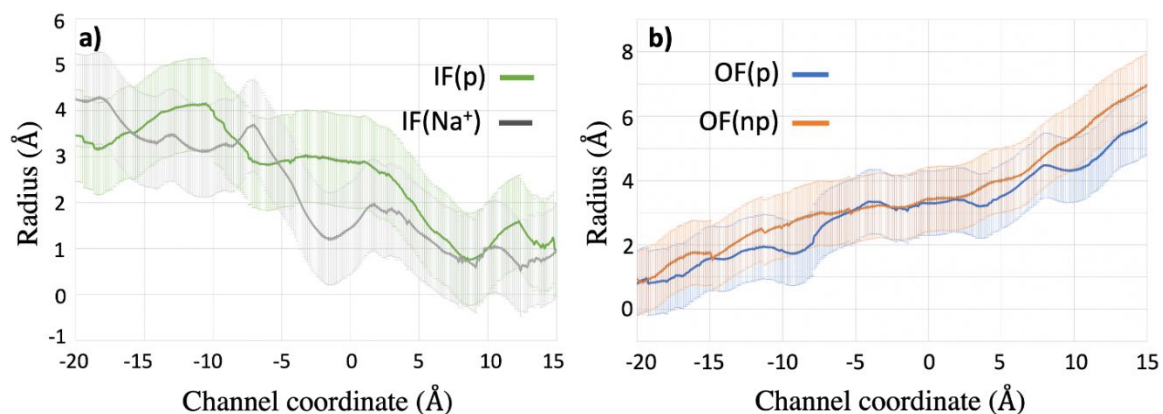 a)
IF(p)
IF(Na⁺)
6
5
4
3
2
1
0
-1
Radius (Å)
-20 -15 -10 -5 0 5 10 15
Channel coordinate (Å)
b)
OF(p)
OF(np)
8
6
4
2
0
Radius (Å)
-20 -15 -10 -5 0 5 10 15
Channel coordinate (Å)